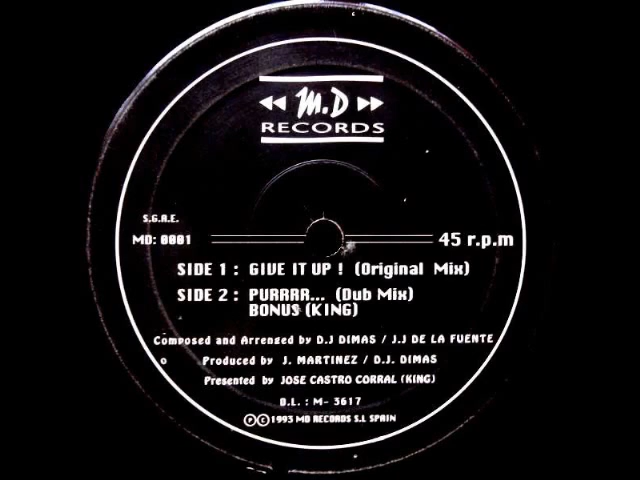 M.D
RECORDS
S.G.A.E.
MD: 0001 45 r.p.m
SIDE 1 : GIVE IT UP ! (Original Mix)
SIDE 2 : PURRRR... (Dub Mix)
BONUS (KING)
Composed and Arranged by D.J DIMAS / J.J DE LA FUENTE
Produced by J. MARTINEZ / D.J. DIMAS
Presented by JOSE CASTRO CORRAL (KING)
D.L. : M- 3617
Ⓟ Ⓒ 1993 MD RECORDS S.L SPAIN